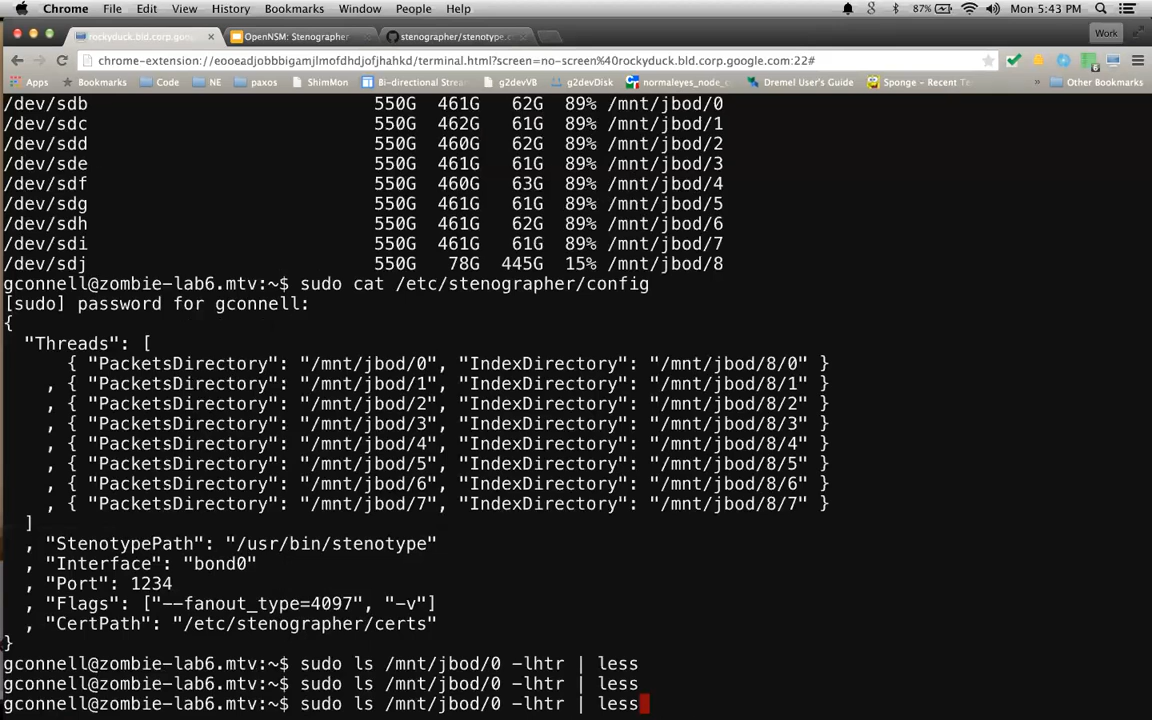 Chrome File Edit View History Bookmarks Window People Help 87% Mon 5:43 PM
rockyduck.bld.corp.goog OpenNSM: Stenographer stenographer/stenotype.c Work
chrome-extension://eooeadjobbbigamjlmofdhdjofjhahkd/terminal.html?screen=no-screen%40rockyduck.bld.corp.google.com:22#
Apps Bookmarks Code NE paxos ShimMon Bi-directional Strea g2devVB g2devDisk normaleyes_node_c Dremel User's Guide Sponge - Recent Te » Other Bookmarks
/dev/sdb 550G 461G 62G 89% /mnt/jbod/0
/dev/sdc 550G 462G 61G 89% /mnt/jbod/1
/dev/sdd 550G 460G 62G 89% /mnt/jbod/2
/dev/sde 550G 461G 61G 89% /mnt/jbod/3
/dev/sdf 550G 460G 63G 89% /mnt/jbod/4
/dev/sdg 550G 461G 61G 89% /mnt/jbod/5
/dev/sdh 550G 461G 62G 89% /mnt/jbod/6
/dev/sdi 550G 461G 61G 89% /mnt/jbod/7
/dev/sdj 550G 78G 445G 15% /mnt/jbod/8
gconnell@zombie-lab6.mtv:~$ sudo cat /etc/stenographer/config
[sudo] password for gconnell:
{
"Threads": [
{ "PacketsDirectory": "/mnt/jbod/0", "IndexDirectory": "/mnt/jbod/8/0" }
, { "PacketsDirectory": "/mnt/jbod/1", "IndexDirectory": "/mnt/jbod/8/1" }
, { "PacketsDirectory": "/mnt/jbod/2", "IndexDirectory": "/mnt/jbod/8/2" }
, { "PacketsDirectory": "/mnt/jbod/3", "IndexDirectory": "/mnt/jbod/8/3" }
, { "PacketsDirectory": "/mnt/jbod/4", "IndexDirectory": "/mnt/jbod/8/4" }
, { "PacketsDirectory": "/mnt/jbod/5", "IndexDirectory": "/mnt/jbod/8/5" }
, { "PacketsDirectory": "/mnt/jbod/6", "IndexDirectory": "/mnt/jbod/8/6" }
, { "PacketsDirectory": "/mnt/jbod/7", "IndexDirectory": "/mnt/jbod/8/7" }
]
, "StenotypePath": "/usr/bin/stenotype"
, "Interface": "bond0"
, "Port": 1234
, "Flags": ["--fanout_type=4097", "-v"]
, "CertPath": "/etc/stenographer/certs"
}
gconnell@zombie-lab6.mtv:~$ sudo ls /mnt/jbod/0 -lhtr | less
gconnell@zombie-lab6.mtv:~$ sudo ls /mnt/jbod/0 -lhtr | less
gconnell@zombie-lab6.mtv:~$ sudo ls /mnt/jbod/0 -lhtr | less